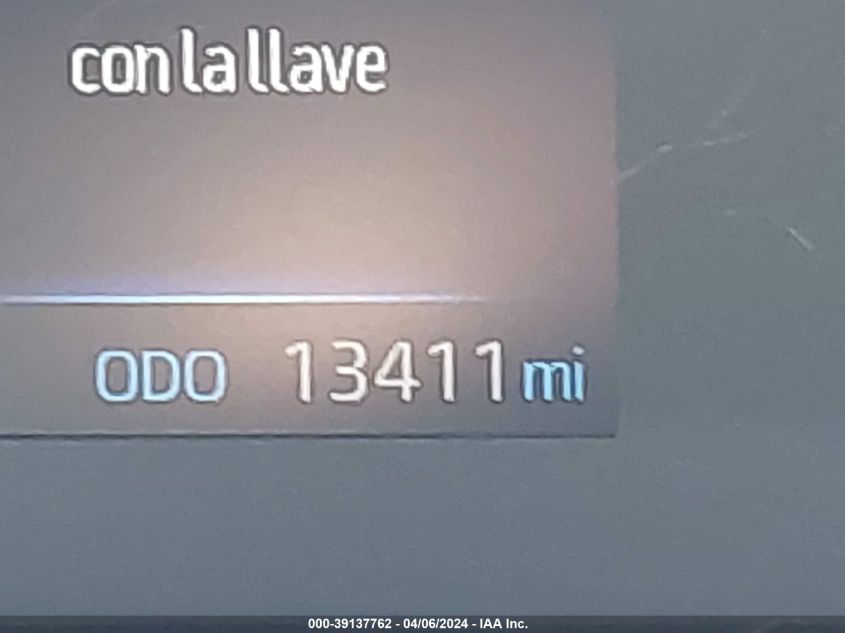 con la llave
ODO 13411 mi
000-39137762 - 04/06/2024 - IAA Inc.